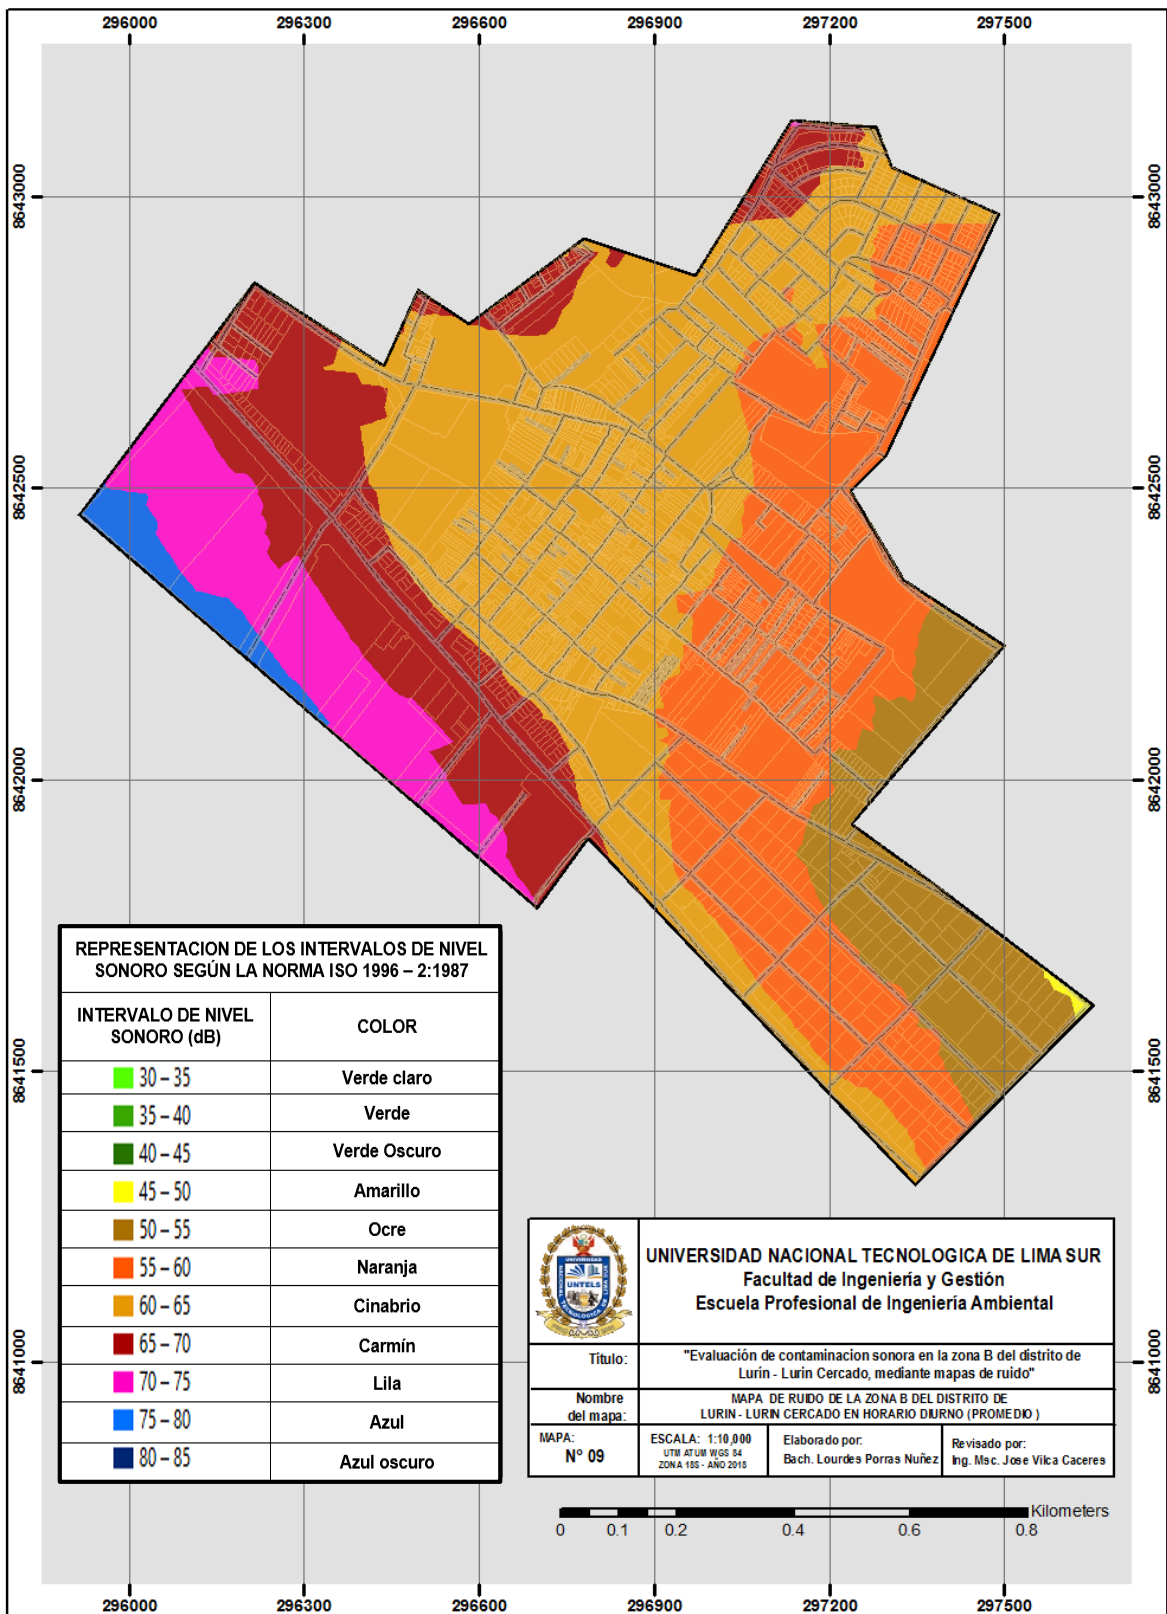 296000 296300 296600 296900 297200 297500
8643000 8643000
8642500 8642500
8642000 8642000
8641500 8641500
8641000 8641000
REPRESENTACION DE LOS INTERVALOS DE NIVEL
SONORO SEGÚN LA NORMA ISO 1996 – 2:1987
INTERVALO DE NIVEL
SONORO (dB)
COLOR
30 – 35 Verde claro
35 – 40 Verde
40 – 45 Verde Oscuro
45 – 50 Amarillo
50 – 55 Ocre
55 – 60 Naranja
60 – 65 Cinabrio
65 – 70 Carmín
70 – 75 Lila
75 – 80 Azul
80 – 85 Azul oscuro
UNIVERSIDAD
UNTELS
UNIVERSIDAD NACIONAL TECNOLOGICA DE LIMA SUR
Facultad de Ingeniería y Gestión
Escuela Profesional de Ingeniería Ambiental
Titulo:
"Evaluación de contaminacion sonora en la zona B del distrito de
Lurín - Lurin Cercado, mediante mapas de ruido"
Nombre
del mapa:
MAPA DE RUIDO DE LA ZONA B DEL DISTRITO DE
LURIN - LURIN CERCADO EN HORARIO DIURNO (PROMEDIO )
MAPA:
N° 09
ESCALA: 1:10,000
UTM ATUM WGS 84
ZONA 18S - AÑO 2018
Elaborado por:
Bach. Lourdes Porras Nuñez
Revisado por:
Ing. Msc. Jose Vilca Caceres
Kilometers
0 0.1 0.2 0.4 0.6 0.8
296000 296300 296600 296900 297200 297500